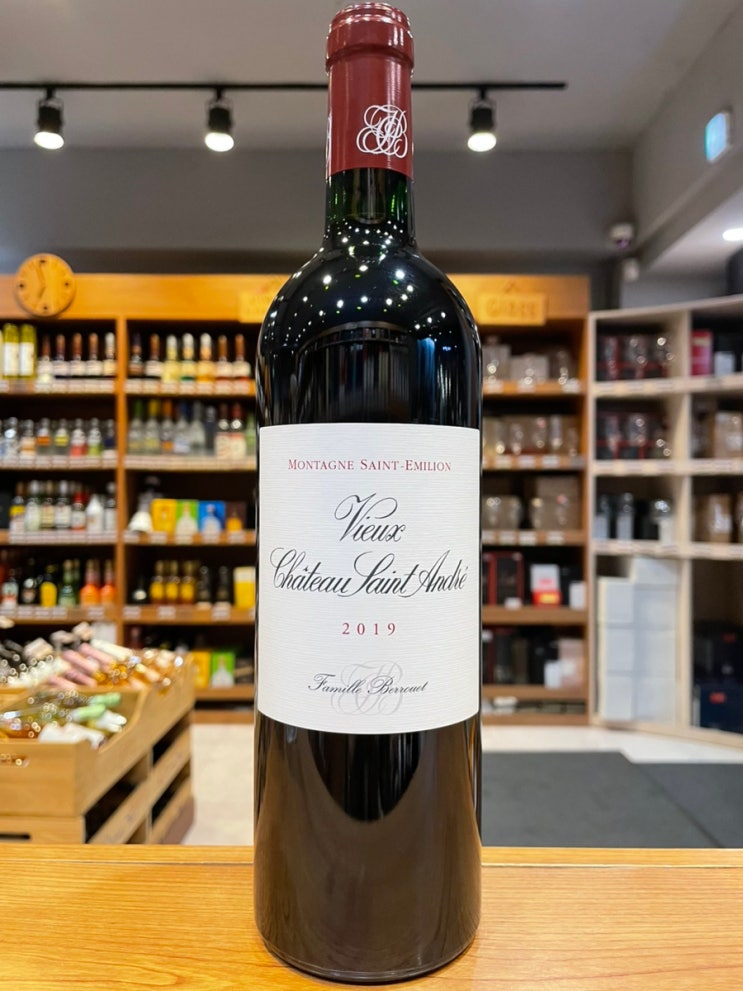 MONTAGNE SAINT-EMILION
Vieux
Château Saint André
2019
Famille Berrouet